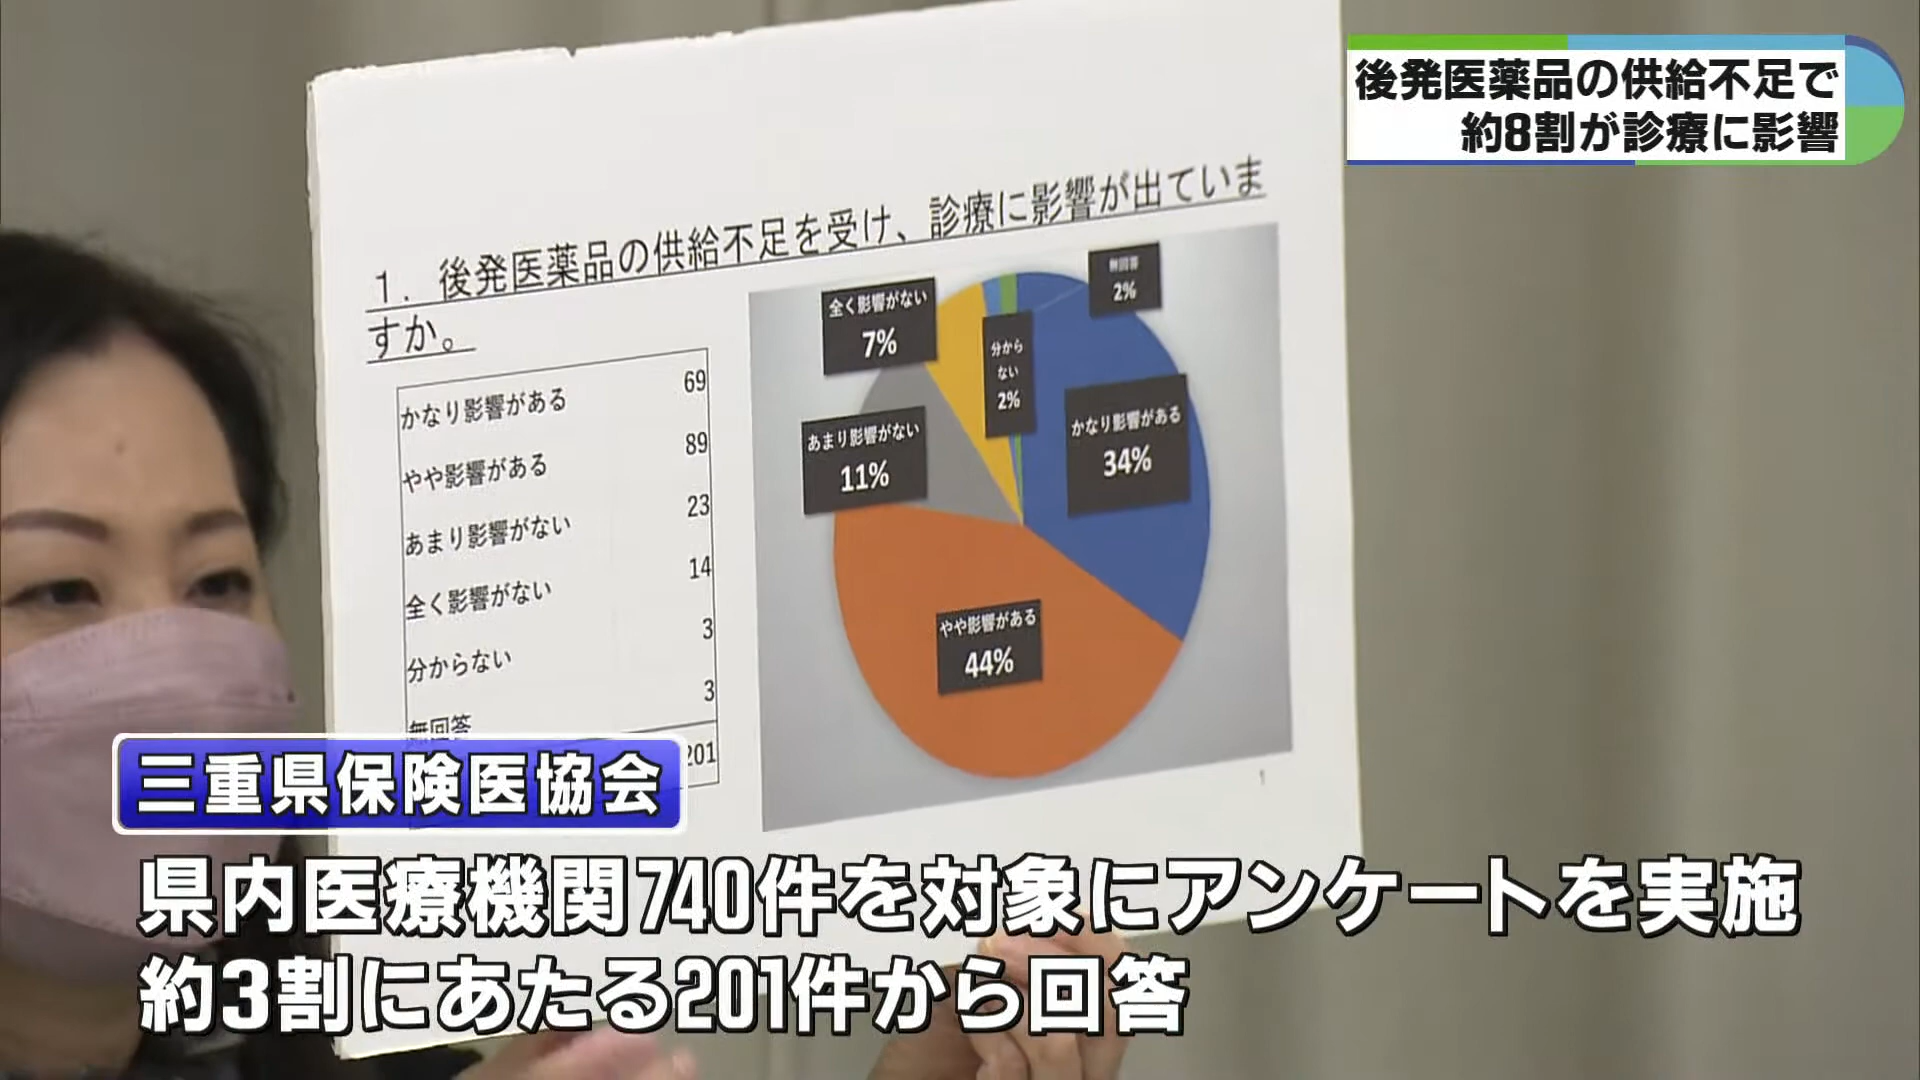 後発医薬品の供給不足で
約8割が診療に影響
1．後発医薬品の供給不足を受け、診療に影響が出ていま
すか。
かなり影響がある 69
やや影響がある 89
あまり影響がない 23
全く影響がない 14
分からない 3
無回答 3
201
無回答
2%
全く影響がない
7%
分から
ない
2%
かなり影響がある
34%
あまり影響がない
11%
やや影響がある
44%
1
三重県保険医協会
県内医療機関740件を対象にアンケートを実施
約3割にあたる201件から回答